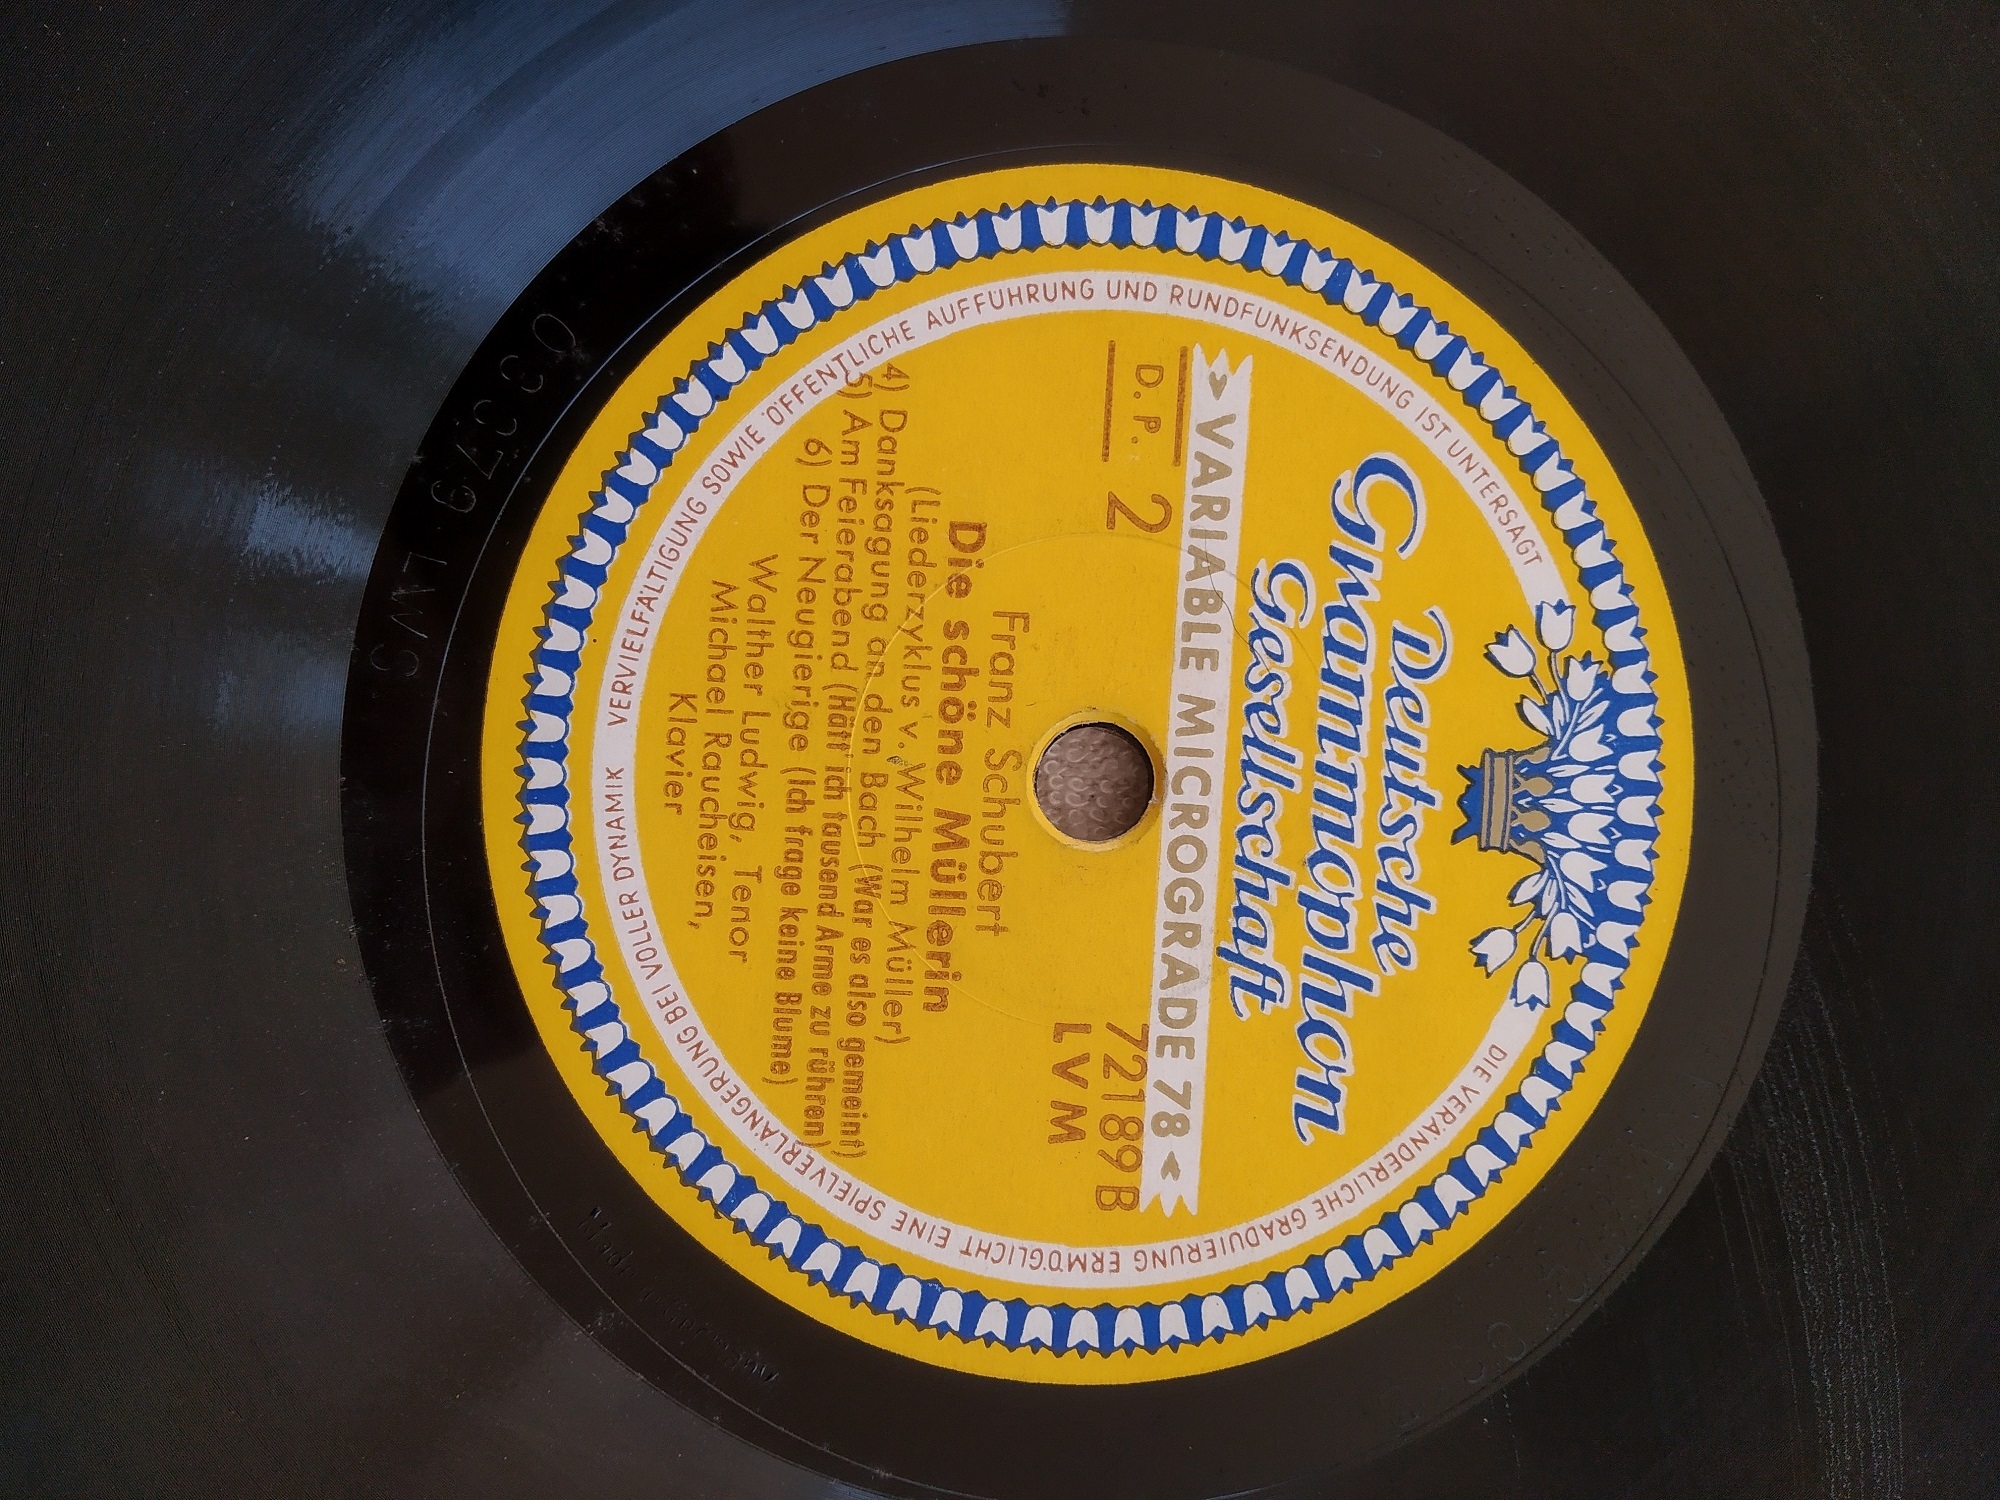 Deutsche
Grammophon
Gesellschaft
VARIABLE MICROGRADE 78
D. P.
2
72189 B
LVM
Franz Schubert
Die schöne Müllerin
(Liederzyklus v. Wilhelm Müller)
4) Danksagung an den Bach (War es also gemeint)
5) Am Feierabend (Hätt ich tausend Arme zu rühren)
6) Der Neugierige (Ich frage keine Blume)
Walther Ludwig, Tenor
Michael Raucheisen,
Klavier
DIE VERÄNDERLICHE GRADUIERUNG ERMÖGLICHT EINE SPIELVERLÄNGERUNG BEI VOLLER DYNAMIK
VERVIELFÄLTIGUNG SOWIE ÖFFENTLICHE AUFFÜHRUNG UND RUNDFUNKSENDUNG IST UNTERSAGT